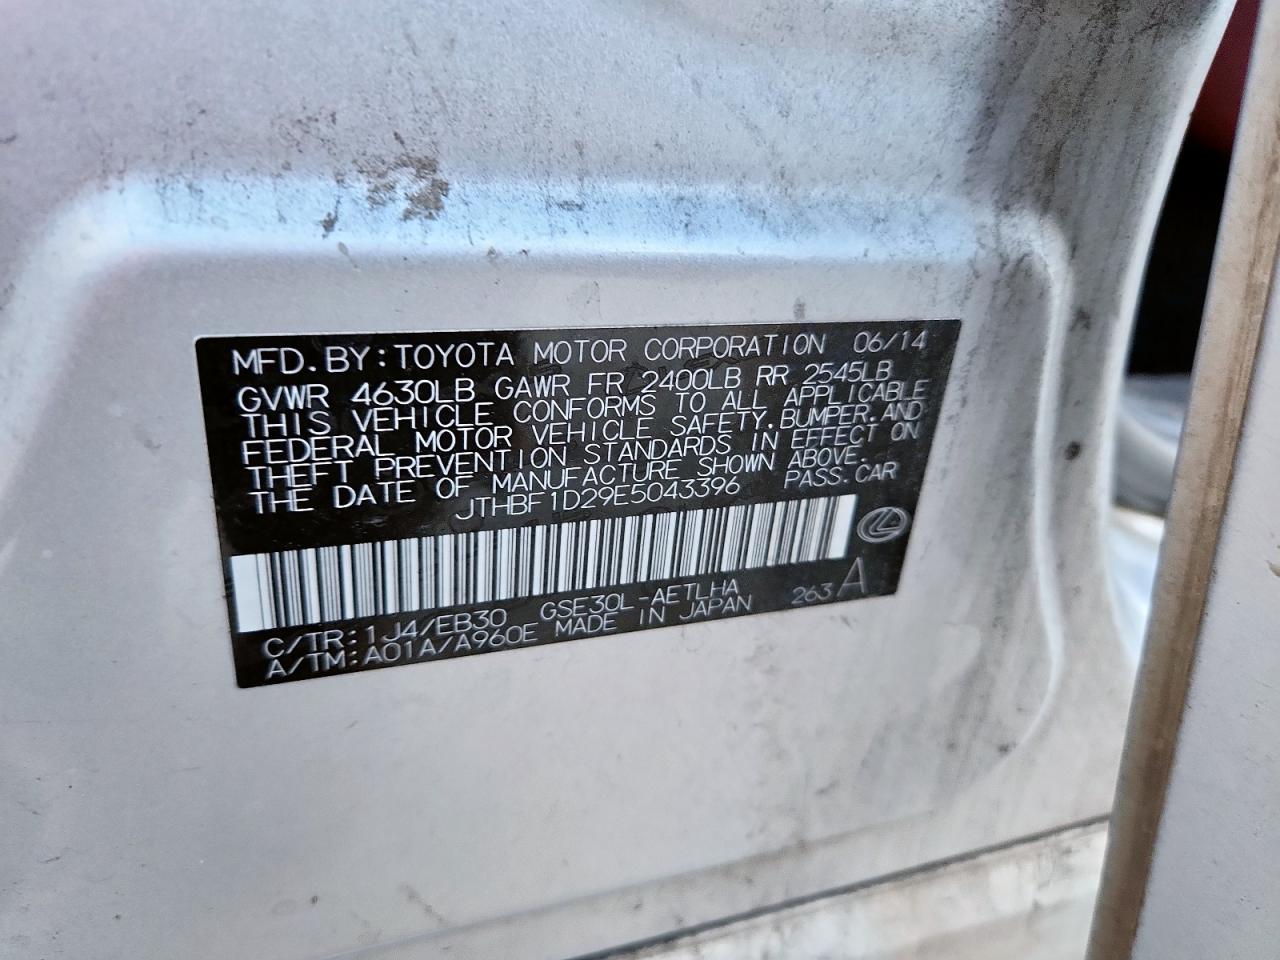 MFD.BY:TOYOTA MOTOR CORPORATION 06/14
GVWR 4630LB GAWR FR 2400LB RR 2545LB
THIS VEHICLE CONFORMS TO ALL APPLICABLE
FEDERAL MOTOR VEHICLE SAFETY.BUMPER.AND
THEFT PREVENTION STANDARDS IN EFFECT ON
THE DATE OF MANUFACTURE SHOWN ABOVE.
JTHBF1D29E5043396 PASS.CAR
C/TR:1J4/EB30 GSE30L-AETLHA 263A
A/TM:A01A/A960E MADE IN JAPAN